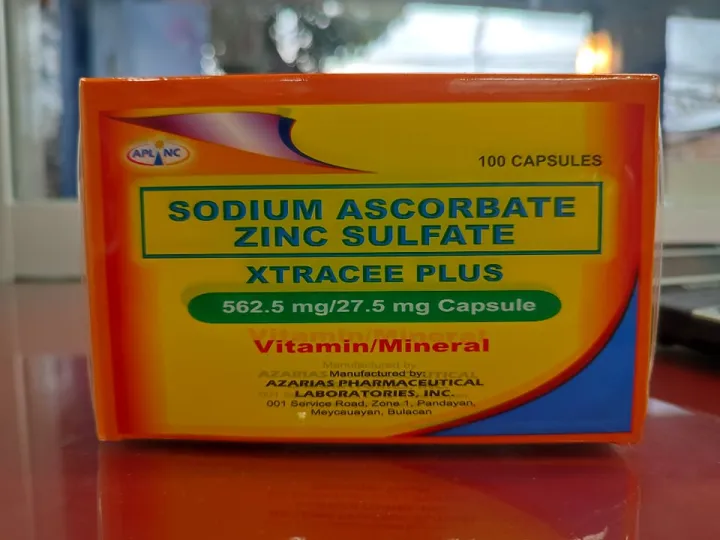 APLINC
100 CAPSULES
SODIUM ASCORBATE
ZINC SULFATE
XTRACEE PLUS
562.5 mg/27.5 mg Capsule
Vitamin/Mineral
Manufactured by:
AZARIAS PHARMACEUTICAL
LABORATORIES, INC.
001 Service Road, Zone 1, Pandayan,
Meycauayan, Bulacan